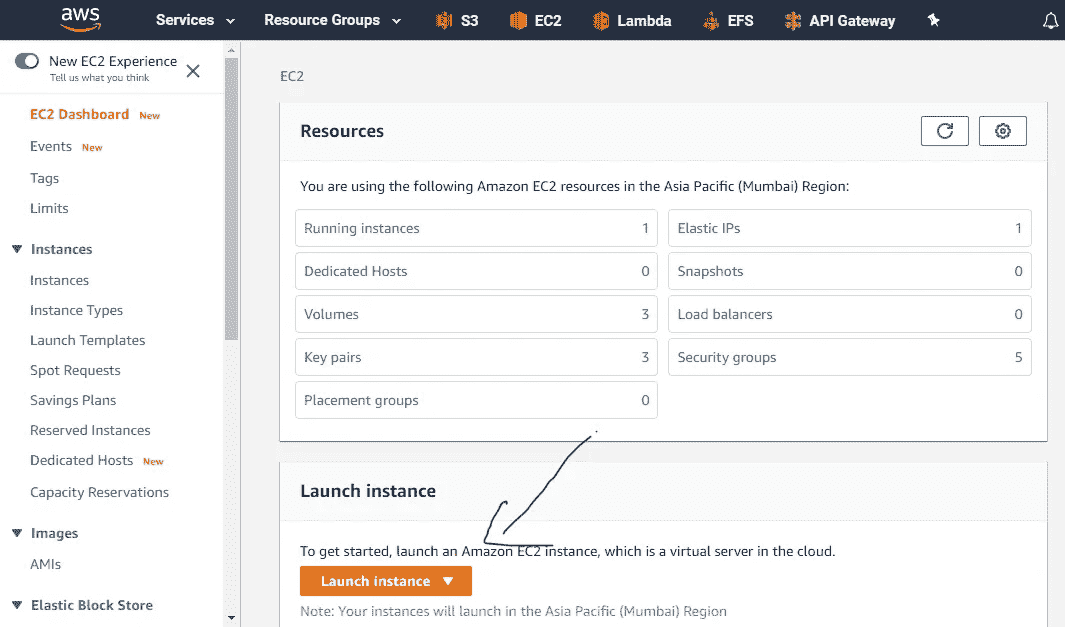 aws Services Resource Groups S3 EC2 Lambda EFS API Gateway
New EC2 Experience
Tell us what you think
EC2 Dashboard New
Events New
Tags
Limits
Instances
Instances
Instance Types
Launch Templates
Spot Requests
Savings Plans
Reserved Instances
Dedicated Hosts New
Capacity Reservations
Images
AMIs
Elastic Block Store
EC2
Resources
You are using the following Amazon EC2 resources in the Asia Pacific (Mumbai) Region:
Running instances 1 Elastic IPs 1
Dedicated Hosts 0 Snapshots 0
Volumes 3 Load balancers 0
Key pairs 3 Security groups 5
Placement groups 0
Launch instance
To get started, launch an Amazon EC2 instance, which is a virtual server in the cloud.
Launch instance
Note: Your instances will launch in the Asia Pacific (Mumbai) Region